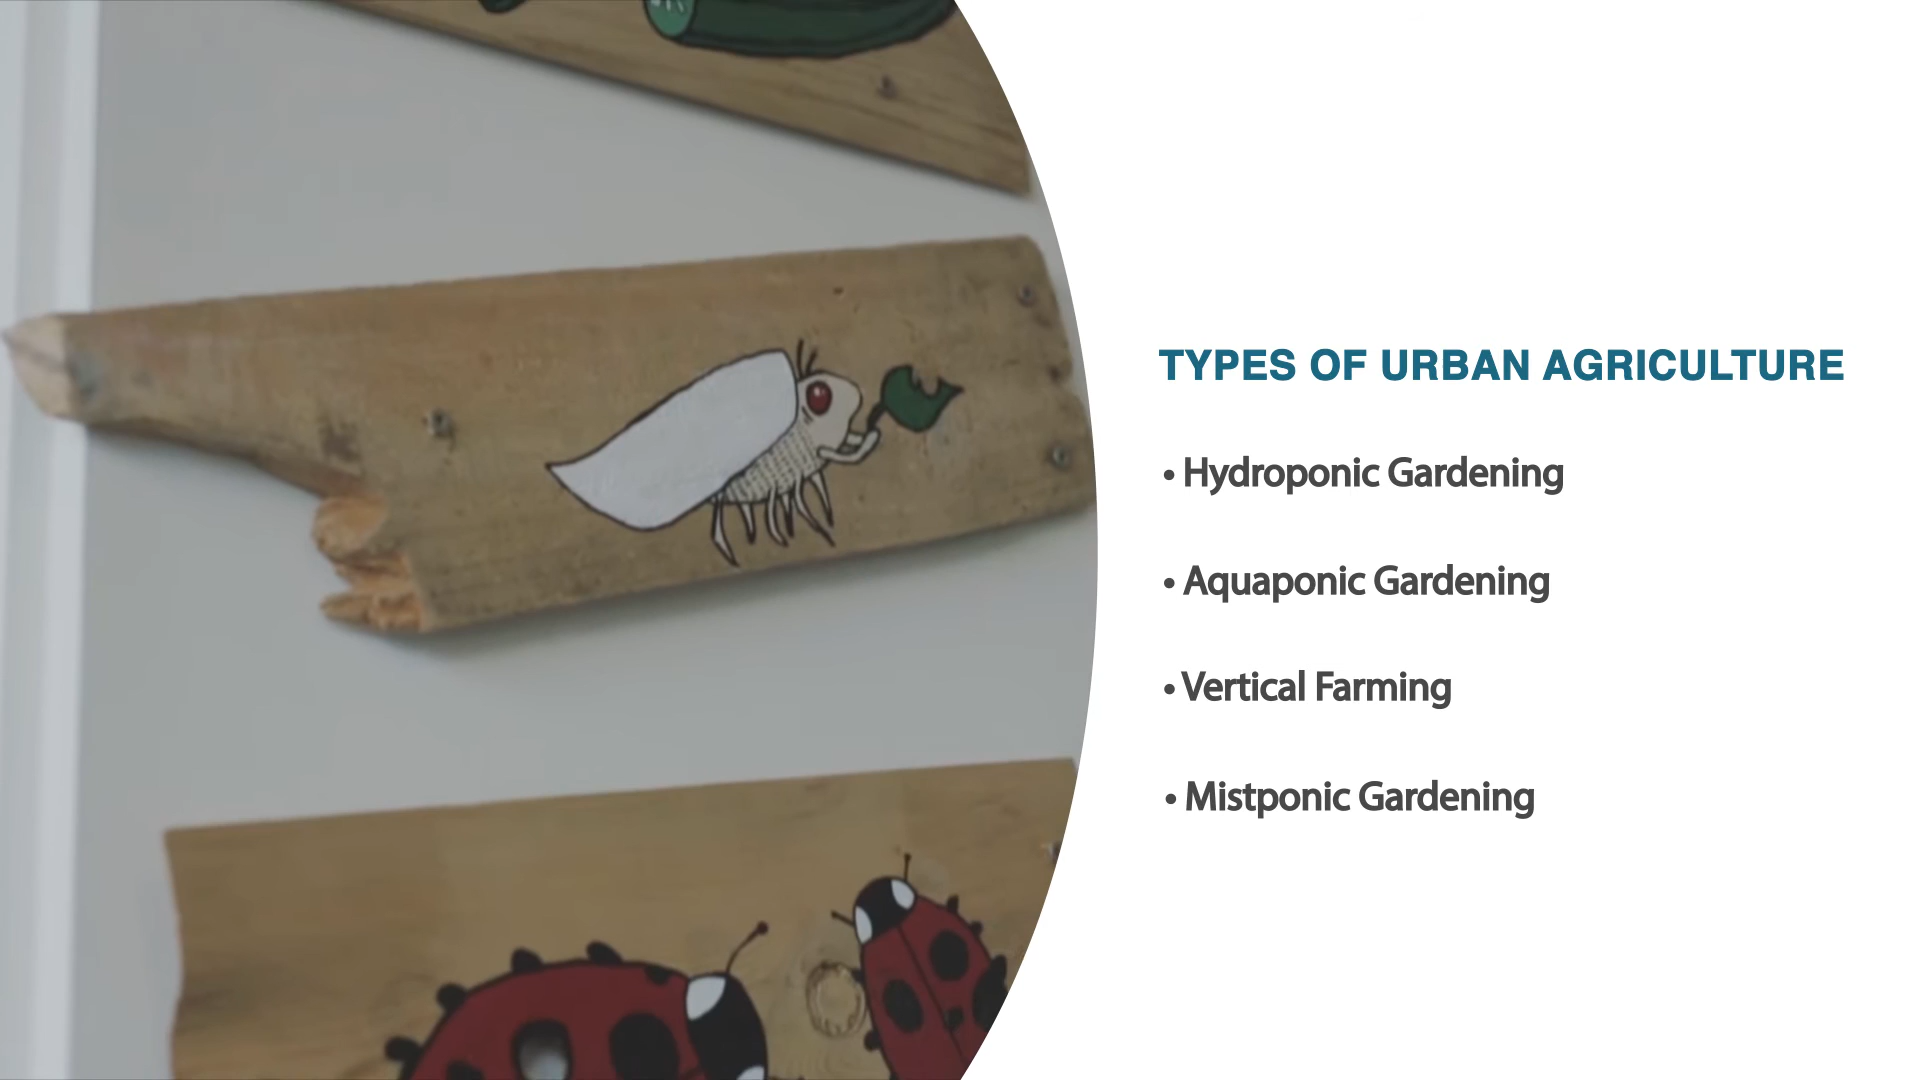 TYPES OF URBAN AGRICULTURE
• Hydroponic Gardening
• Aquaponic Gardening
• Vertical Farming
• Mistponic Gardening